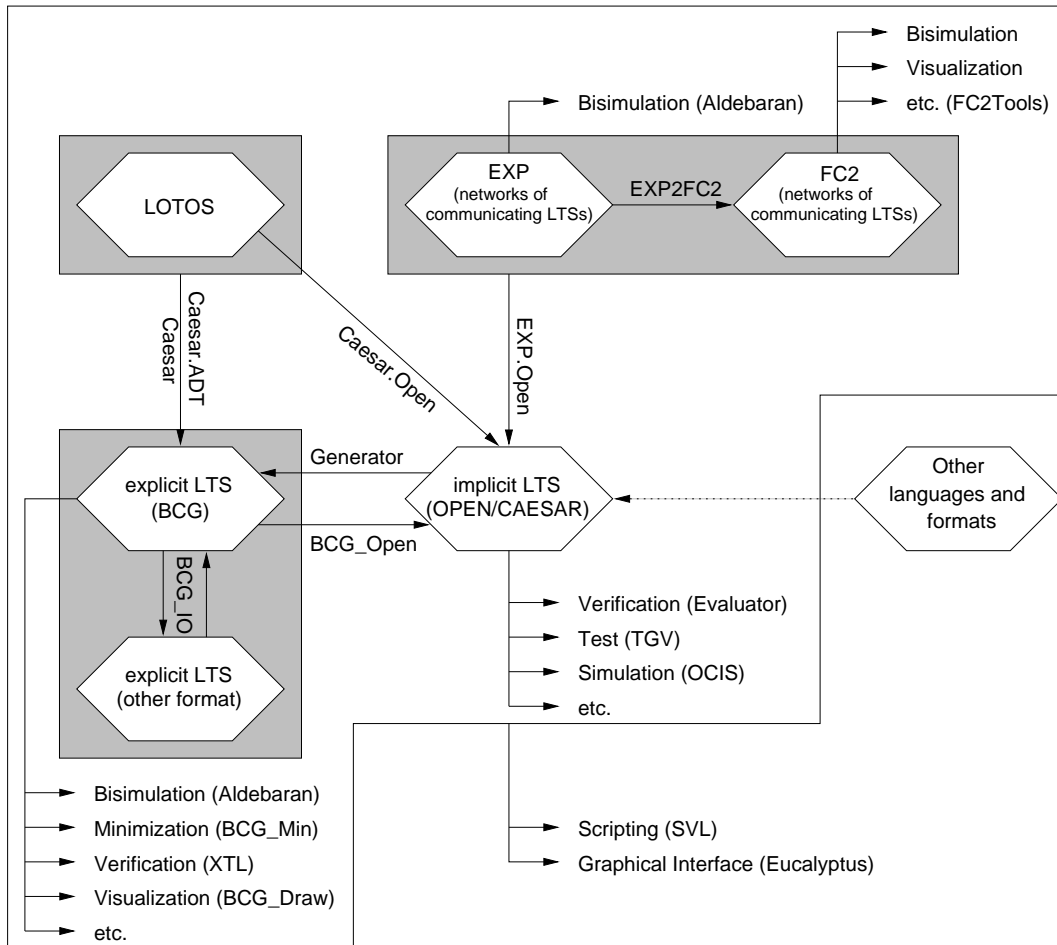 Bisimulation
Visualization
etc. (FC2Tools)
Bisimulation (Aldebaran)
LOTOS
EXP
(networks of
communicating LTSs)
EXP2FC2
FC2
(networks of
communicating LTSs)
Caesar.ADT
Caesar
Caesar.Open
EXP.Open
explicit LTS
(BCG)
Generator
BCG_Open
implicit LTS
(OPEN/CAESAR)
Other
languages and
formats
BCG_IO
explicit LTS
(other format)
Verification (Evaluator)
Test (TGV)
Simulation (OCIS)
etc.
Bisimulation (Aldebaran)
Minimization (BCG_Min)
Verification (XTL)
Visualization (BCG_Draw)
etc.
Scripting (SVL)
Graphical Interface (Eucalyptus)